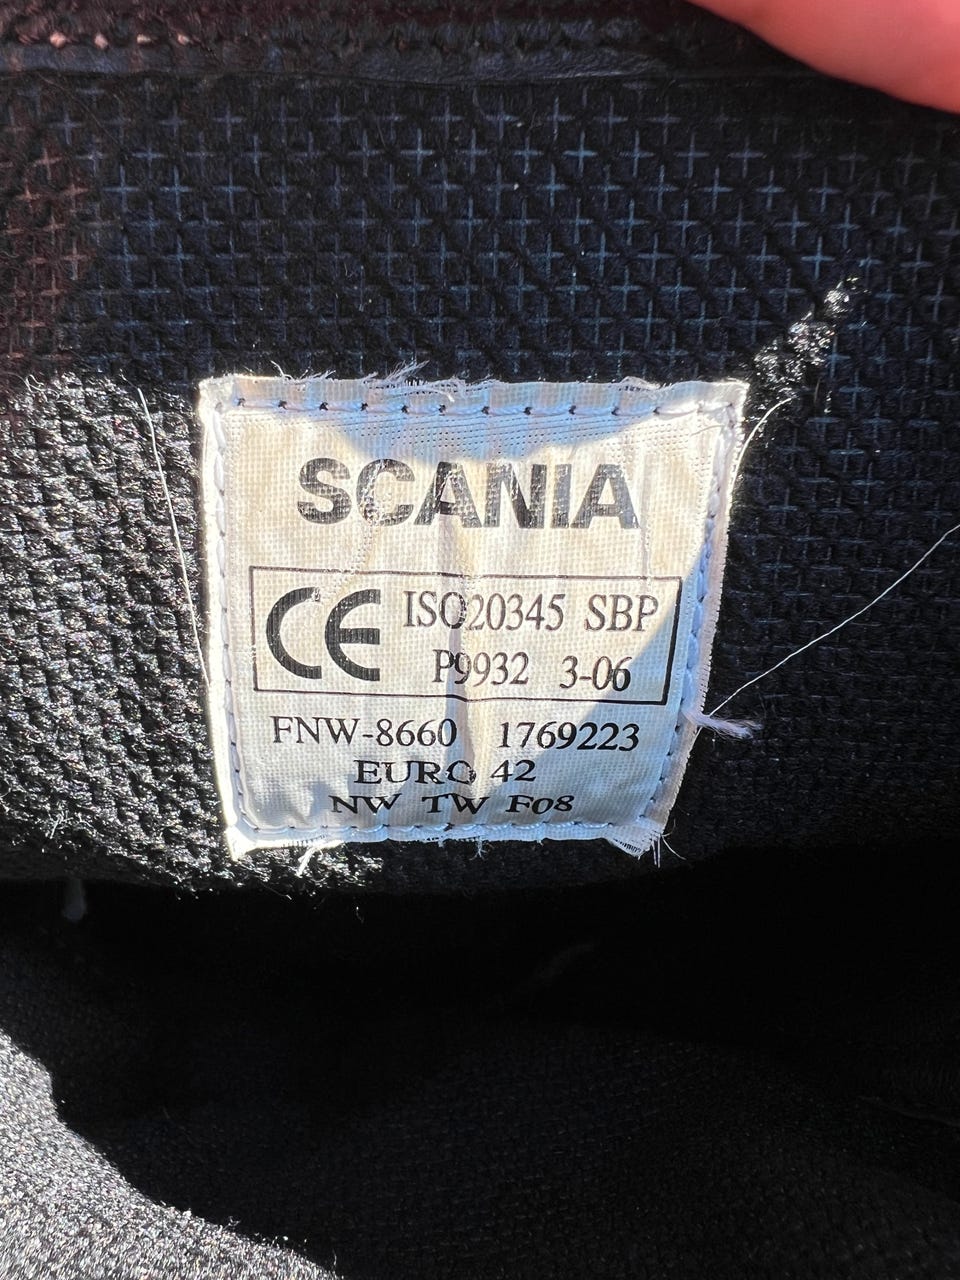 SCANIA
CE ISO20345 SBP
P9932 3-06
FNW-8660 1769223
EURO 42
NW TW F08